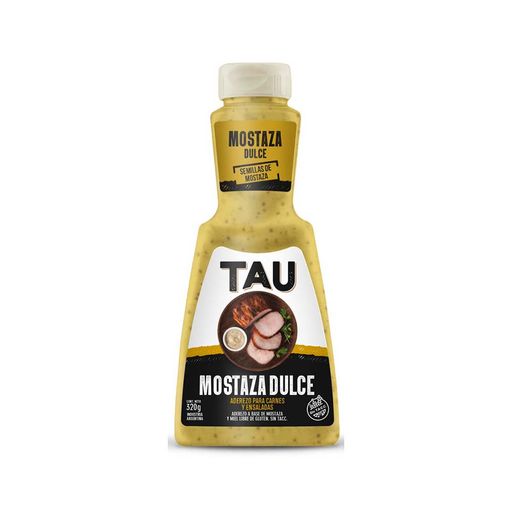 MOSTAZA
DULCE
SEMILLAS DE
MOSTAZA
TAU
MOSTAZA DULCE
ADEREZO PARA CARNES
Y ENSALADAS
CONT. NETO
320g
INDUSTRIA
ARGENTINA
ADEREZO A BASE DE MOSTAZA
Y MIEL LIBRE DE GLUTEN. SIN TACC.